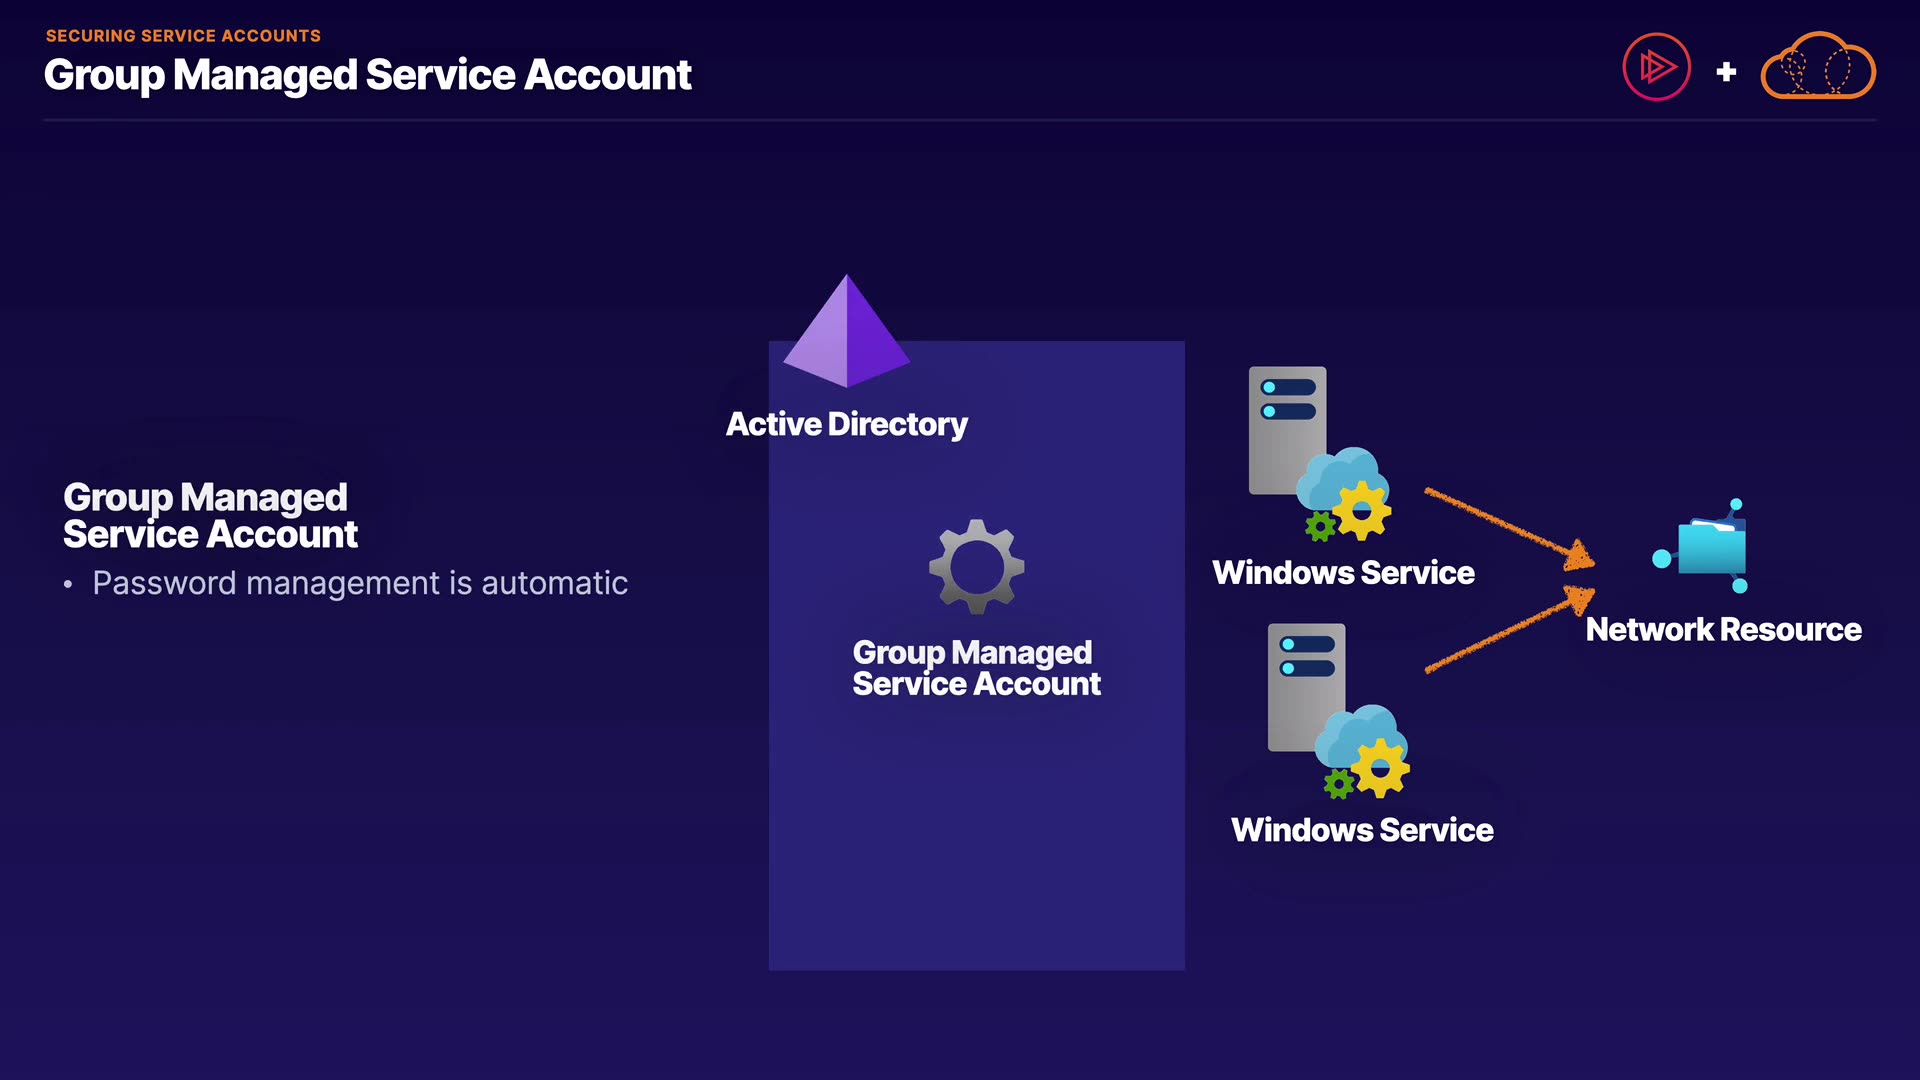 SECURING SERVICE ACCOUNTS
Group Managed Service Account
Group Managed
Service Account
• Password management is automatic
Active Directory
Group Managed
Service Account
Windows Service
Windows Service
Network Resource